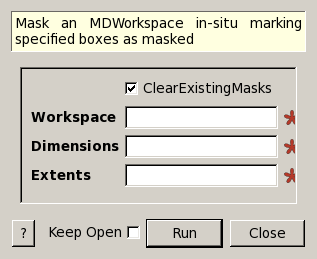 Mask an MDWorkspace in-situ marking
specified boxes as masked
ClearExistingMasks
Workspace
Dimensions
Extents
? Keep Open Run Close